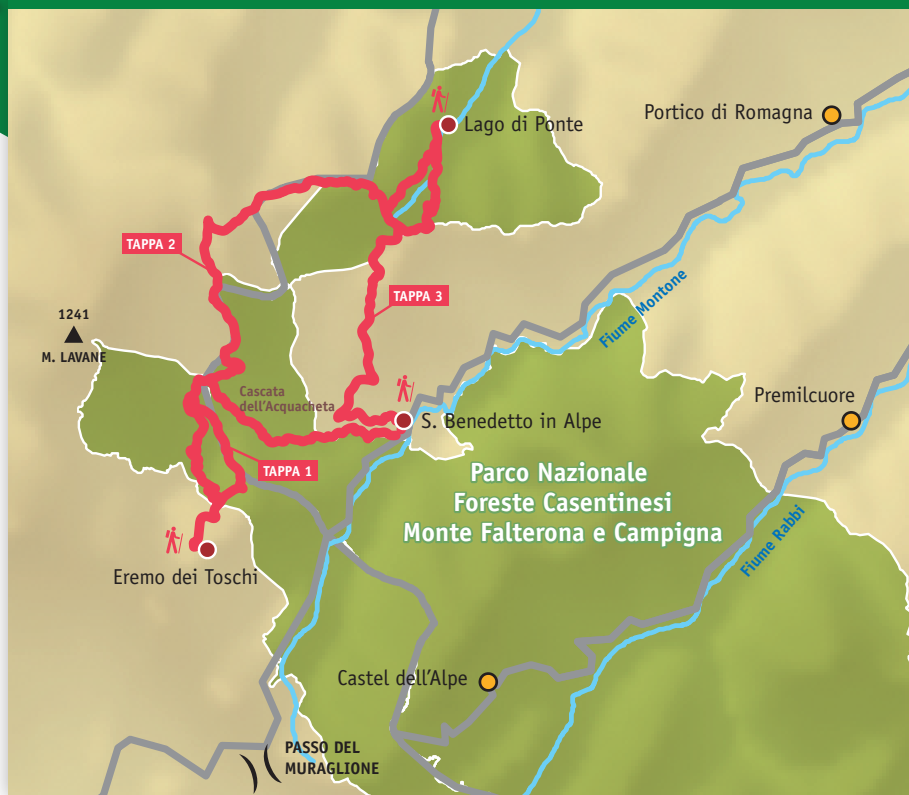 Lago di Ponte
Portico di Romagna
TAPPA 2
TAPPA 3
1241
M. LAVANE
Fiume Montone
Cascata
dell'Acquacheta
Premilcuore
S. Benedetto in Alpe
TAPPA 1
Parco Nazionale
Foreste Casentinesi
Monte Falterona e Campigna
Fiume Rabbi
Eremo dei Toschi
Castel dell'Alpe
PASSO DEL
MURAGLIONE